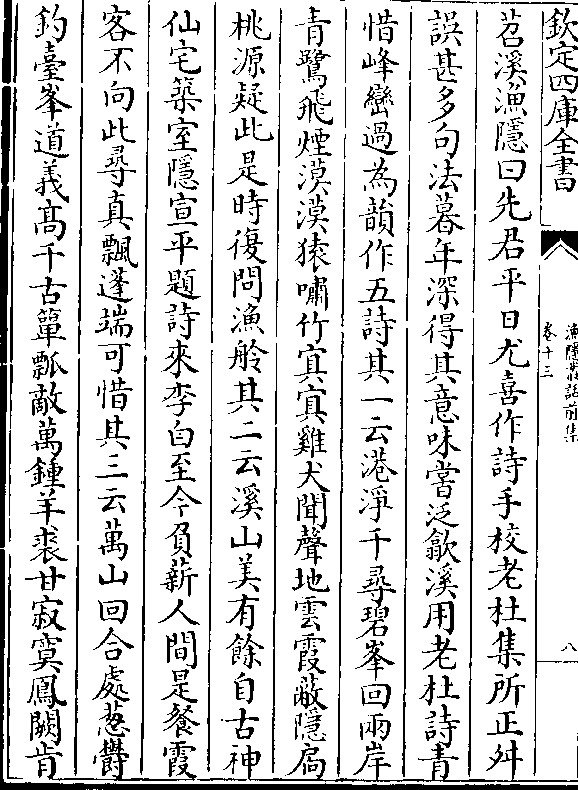 欽定四庫全書
漁隱叢話前集
卷十三
八
苕溪漁隱曰先君平日尤喜作詩手校老杜集所正舛
誤甚多句法暮年深得其意味嘗泛歙溪用老杜詩青
惜峰巒過為韻作五詩其一云港淨千尋碧峯回兩岸
青鷺飛煙漠漠猿嘯竹㝠㝠雞犬聞聲地雲霞蔽隱扃
桃源疑此是時復問漁舲其二云溪山美有餘自古神
仙宅築室隱宣平題詩來李白至今負薪人間是餐霞
客不向此尋真飄蓬端可惜其三云萬山回合處葱欝
釣臺峯道義髙千古簞瓢敵萬鍾羊裘甘寂寞鳳闕肯